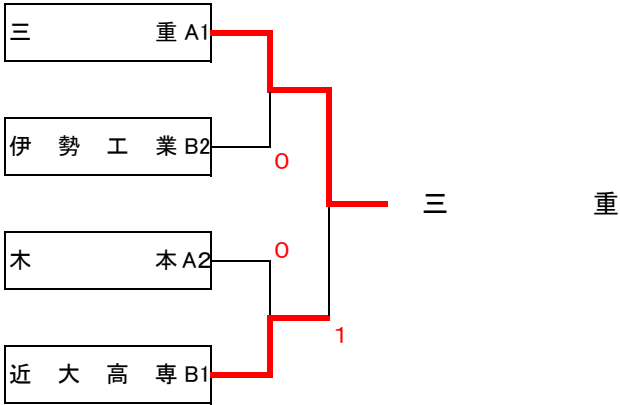 三 重 A1
伊 勢 工 業 B2
0
三 重
木 本 A2
0
1
近 大 高 専 B1